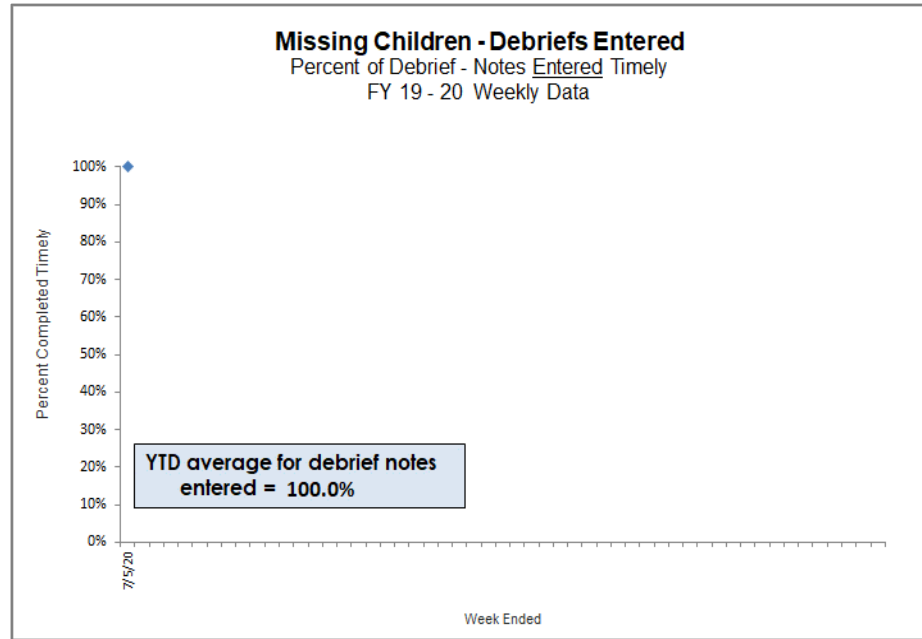 Missing Children - Debriefs Entered
Percent of Debrief - Notes Entered Timely
FY 19 - 20 Weekly Data
Percent Completed Timely
100%
90%
80%
70%
60%
50%
40%
30%
20%
10%
0%
YTD average for debrief notes
entered = 100.0%
7/5/20
Week Ended